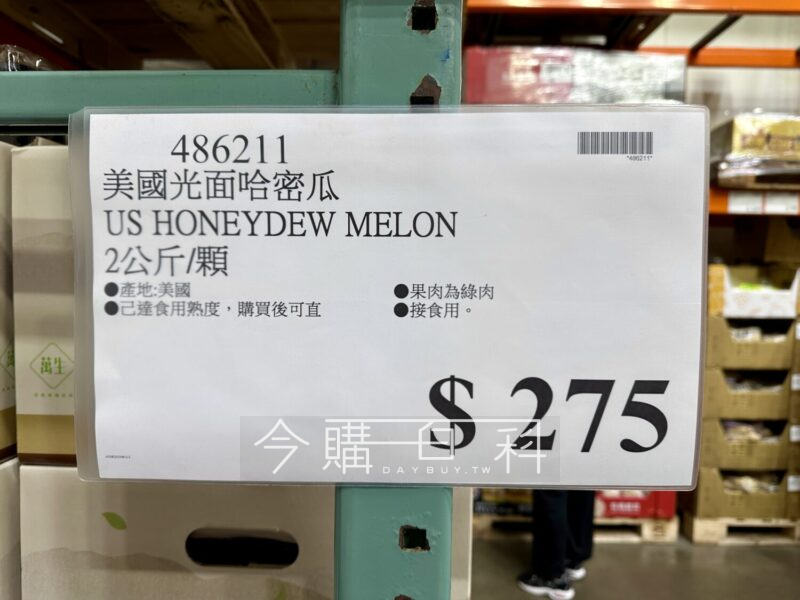 486211
*486211*
美國光面哈密瓜
US HONEYDEW MELON
2公斤/顆
●產地:美國
●果肉為綠肉
●己達食用熟度，購買後可直
●接食用。
$ 275
今購百科
DAYBUY.TW
萬生